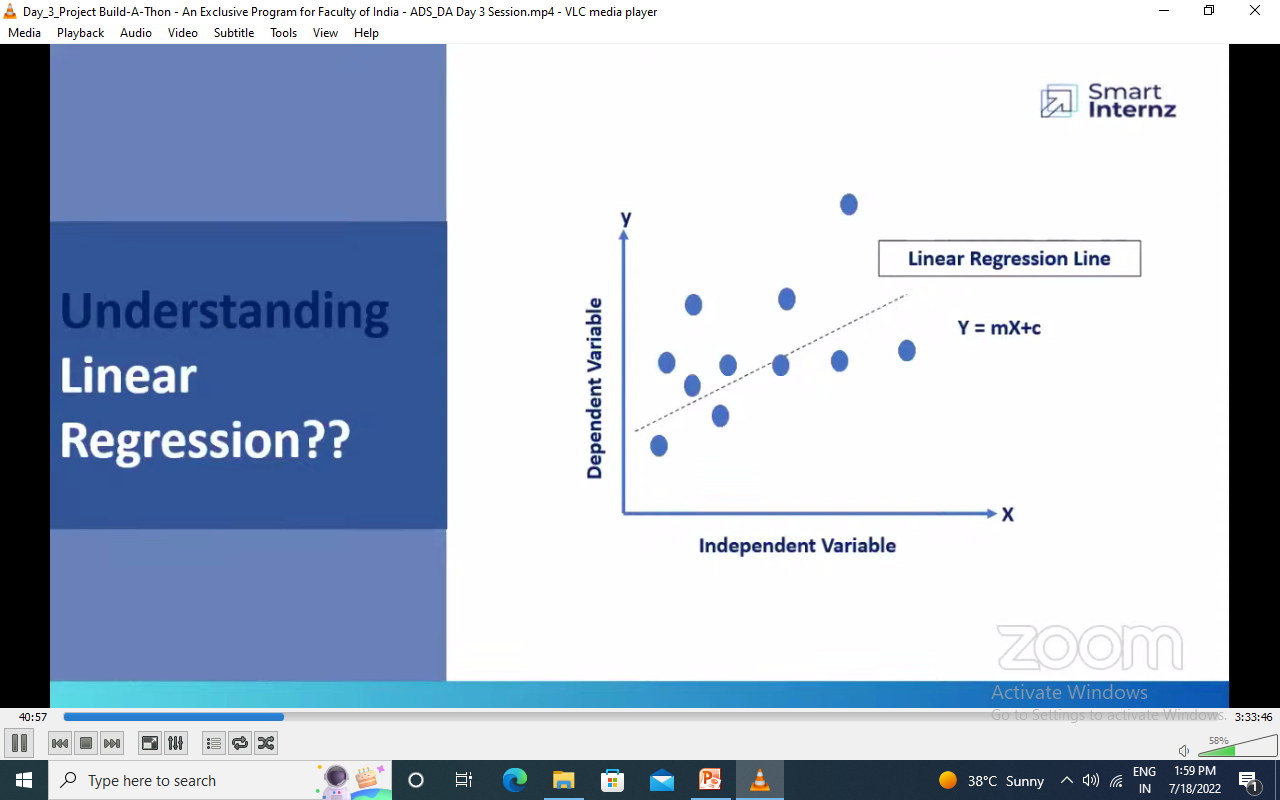 Day_3_Project Build-A-Thon - An Exclusive Program for Faculty of India - ADS_DA Day 3 Session.mp4 - VLC media player
Media Playback Audio Video Subtitle Tools View Help
Smart
Internz
Understanding
Linear
Regression??
y
Linear Regression Line
Y = mX+c
Dependent Variable
X
Independent Variable
zoom
Activate Windows
Go to Settings to activate Windows.
40:57
3:33:46
58%
Type here to search
38°C Sunny
ENG
IN
1:59 PM
7/18/2022
1